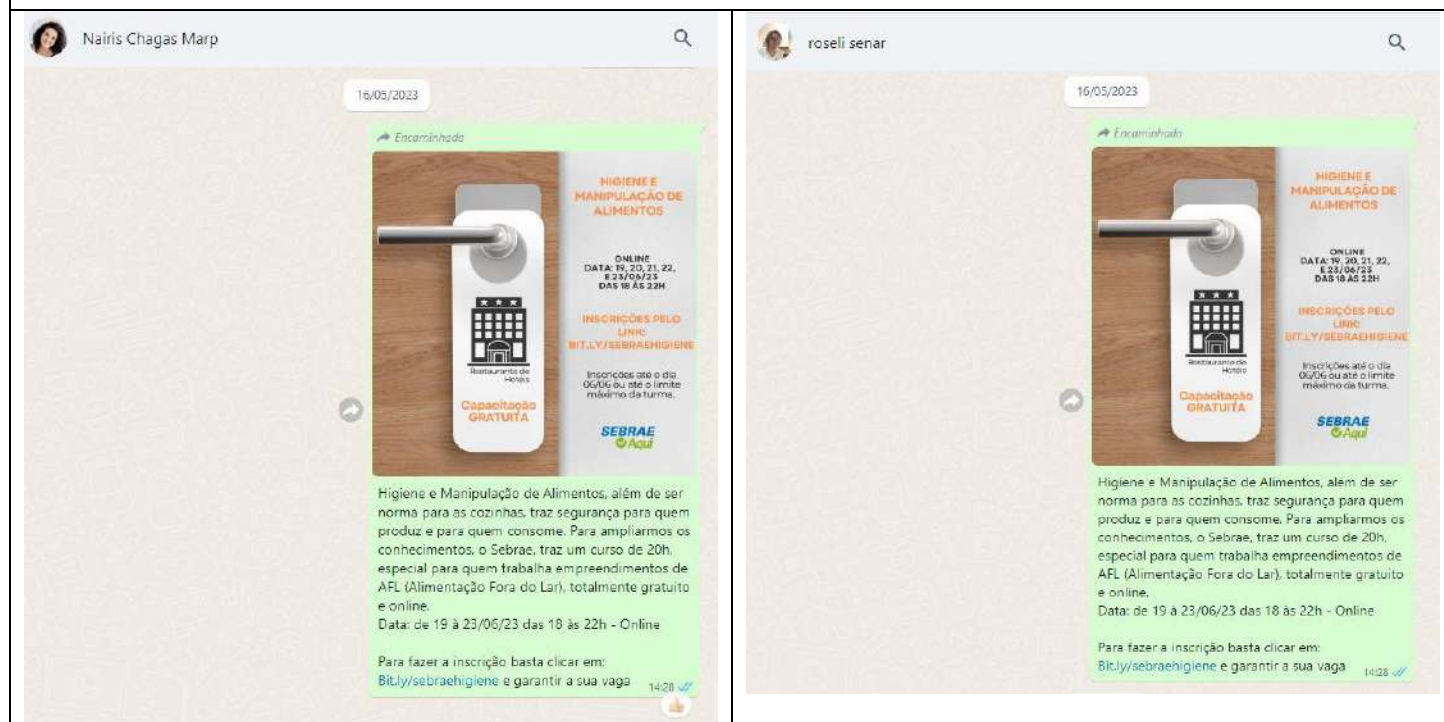 Nairis Chagas Marp
16/05/2023
Encaminhada
HIGIENE E
MANIPULAÇÃO DE
ALIMENTOS
ONLINE
DATA: 19, 20, 21, 22,
E 23/06/23
DAS 18 ÀS 22H
INSCRIÇÕES PELO
LINK:
BIT.LY/SEBRAEHIGIENE
Inscrições até o dia
06/06 ou até o limite
máximo da turma.
SEBRAE
Aqui
Restaurante de
Hotéis
Capacitação
GRATUITA
Higiene e Manipulação de Alimentos, além de ser
norma para as cozinhas, traz segurança para quem
produz e para quem consome. Para ampliarmos os
conhecimentos, o Sebrae, traz um curso de 20h,
especial para quem trabalha empreendimentos de
AFL (Alimentação Fora do Lar), totalmente gratuito
e online.
Data: de 19 à 23/06/23 das 18 às 22h - Online
Para fazer a inscrição basta clicar em:
Bit.ly/sebraehigiene e garantir a sua vaga
14:28
roseli senar
16/05/2023
Encaminhada
HIGIENE E
MANIPULAÇÃO DE
ALIMENTOS
ONLINE
DATA: 19, 20, 21, 22,
E 23/06/23
DAS 18 ÀS 22H
INSCRIÇÕES PELO
LINK:
BIT.LY/SEBRAEHIGIENE
Inscrições até o dia
06/06 ou até o limite
máximo da turma.
SEBRAE
Aqui
Restaurante de
Hotéis
Capacitação
GRATUITA
Higiene e Manipulação de Alimentos, além de ser
norma para as cozinhas, traz segurança para quem
produz e para quem consome. Para ampliarmos os
conhecimentos, o Sebrae, traz um curso de 20h,
especial para quem trabalha empreendimentos de
AFL (Alimentação Fora do Lar), totalmente gratuito
e online.
Data: de 19 à 23/06/23 das 18 às 22h - Online
Para fazer a inscrição basta clicar em:
Bit.ly/sebraehigiene e garantir a sua vaga
14:28